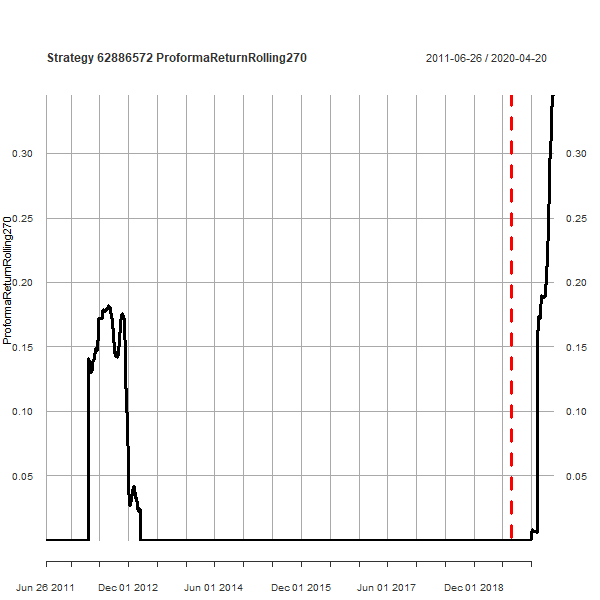 Strategy 62886572 ProformaReturnRolling270
2011-06-26 / 2020-04-20
ProformaReturnRolling270
0.30
0.25
0.20
0.15
0.10
0.05
0.30
0.25
0.20
0.15
0.10
0.05
Jun 26 2011
Dec 01 2012
Jun 01 2014
Dec 01 2015
Jun 01 2017
Dec 01 2018